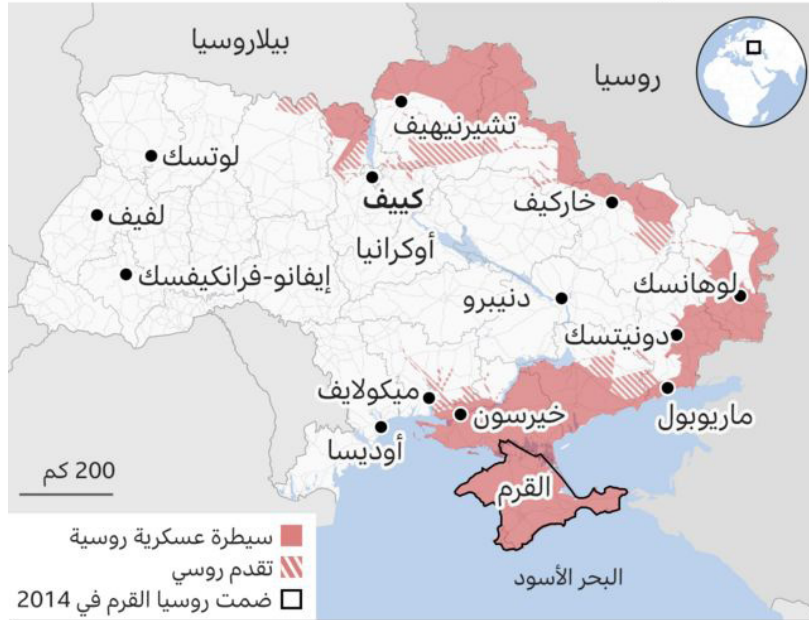 بيلاروسيا
روسيا
تشيرنيهيف
لوتسك
كييف
خاركيف
لفيف
أوكرانيا
إيفانو-فرانكيفسك
لوهانسك
دنيبرو
دونيتسك
ميكولايف
خيرسون
ماريوبول
أوديسا
200 كم
القرم
سيطرة عسكرية روسية
تقدم روسي
البحر الأسود
ضمت روسيا القرم في 2014